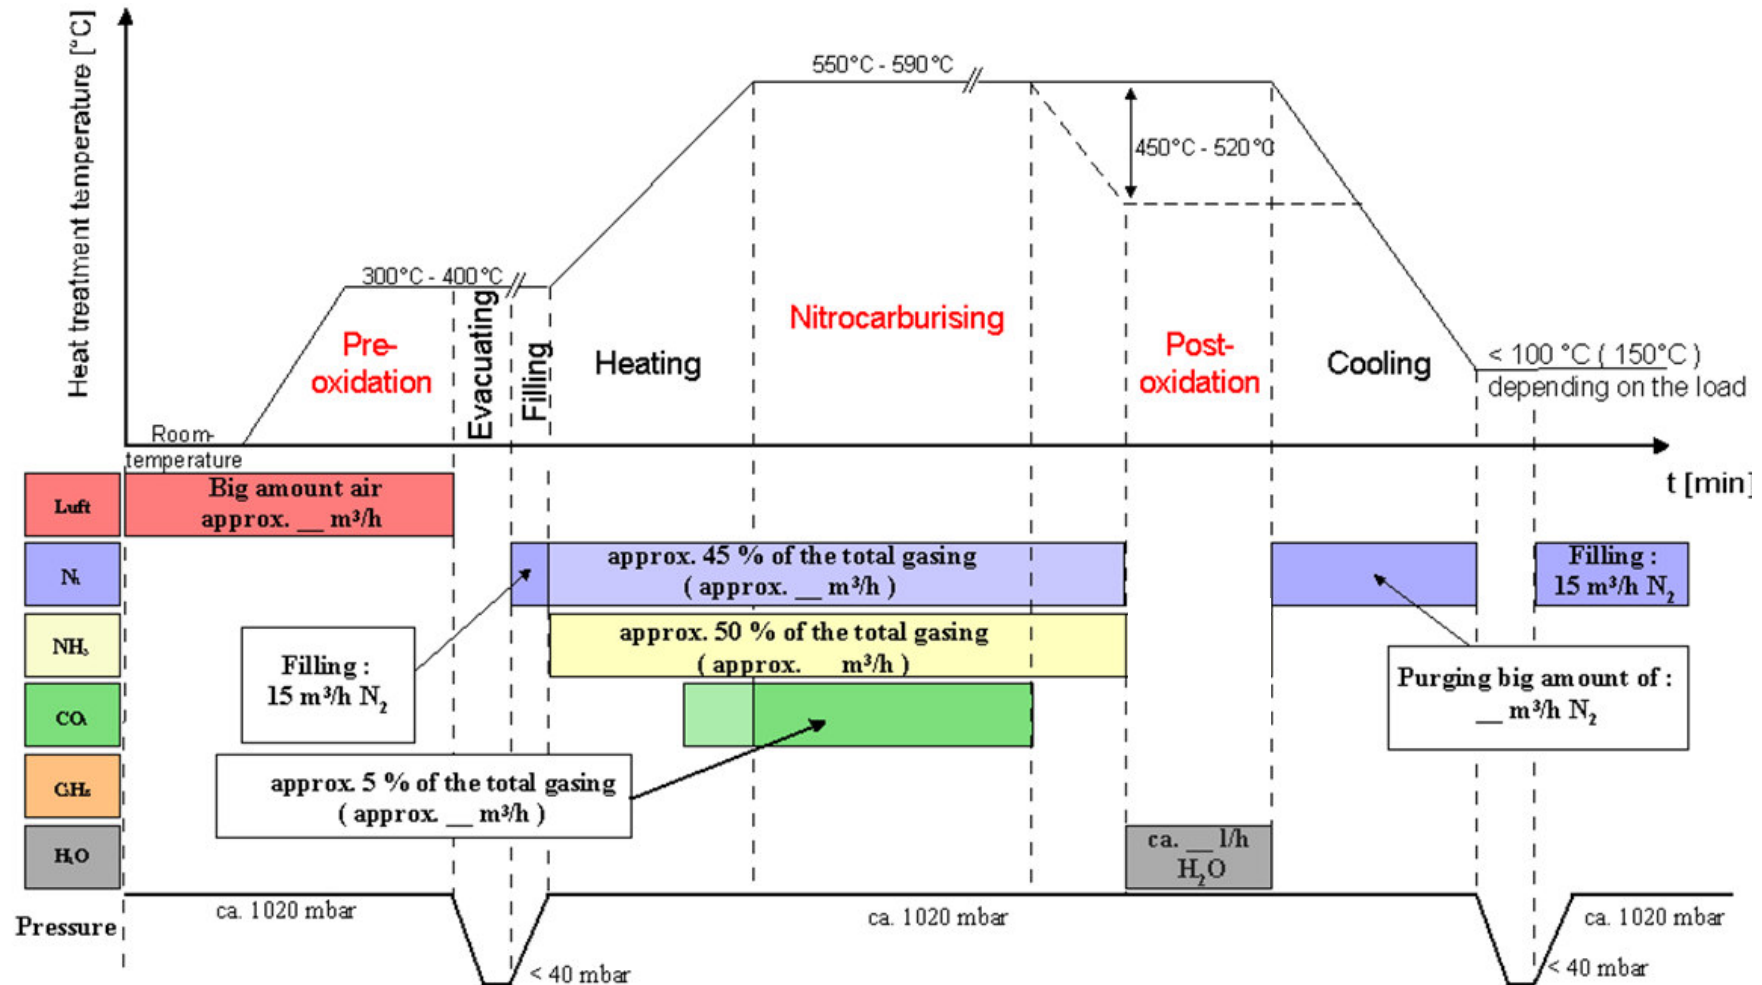 Heat treatment temperature [°C]
550°C - 590°C
450°C - 520°C
300°C - 400°C
Pre-
oxidation
Evacuating
Filling
Heating
Nitrocarburising
Post-
oxidation
Cooling
< 100 °C ( 150°C )
depending on the load
Room-
temperature
t [min]
Luft
Big amount air
approx. __ m³/h
N₂
approx. 45 % of the total gasing
( approx. __ m³/h )
Filling :
15 m³/h N₂
NH₃
approx. 50 % of the total gasing
( approx. __ m³/h )
Filling :
15 m³/h N₂
Purging big amount of :
__ m³/h N₂
CO₂
approx. 5 % of the total gasing
( approx. __ m³/h )
H₂O
ca. __ l/h
H₂O
Pressure
ca. 1020 mbar
ca. 1020 mbar
ca. 1020 mbar
< 40 mbar
< 40 mbar